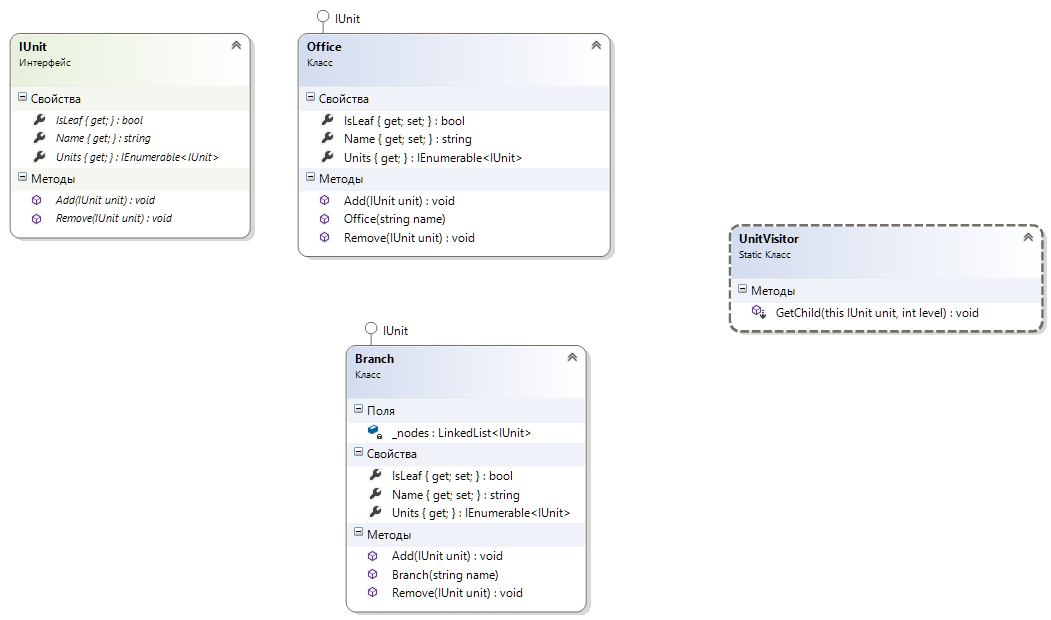 IUnit
Интерфейс
Свойства
IsLeaf { get; } : bool
Name { get; } : string
Units { get; } : IEnumerable<IUnit>
Методы
Add(IUnit unit) : void
Remove(IUnit unit) : void
IUnit
Office
Класс
Свойства
IsLeaf { get; set; } : bool
Name { get; set; } : string
Units { get; } : IEnumerable<IUnit>
Методы
Add(IUnit unit) : void
Office(string name)
Remove(IUnit unit) : void
UnitVisitor
Static Класс
Методы
GetChild(this IUnit unit, int level) : void
IUnit
Branch
Класс
Поля
_nodes : LinkedList<IUnit>
Свойства
IsLeaf { get; set; } : bool
Name { get; set; } : string
Units { get; } : IEnumerable<IUnit>
Методы
Add(IUnit unit) : void
Branch(string name)
Remove(IUnit unit) : void